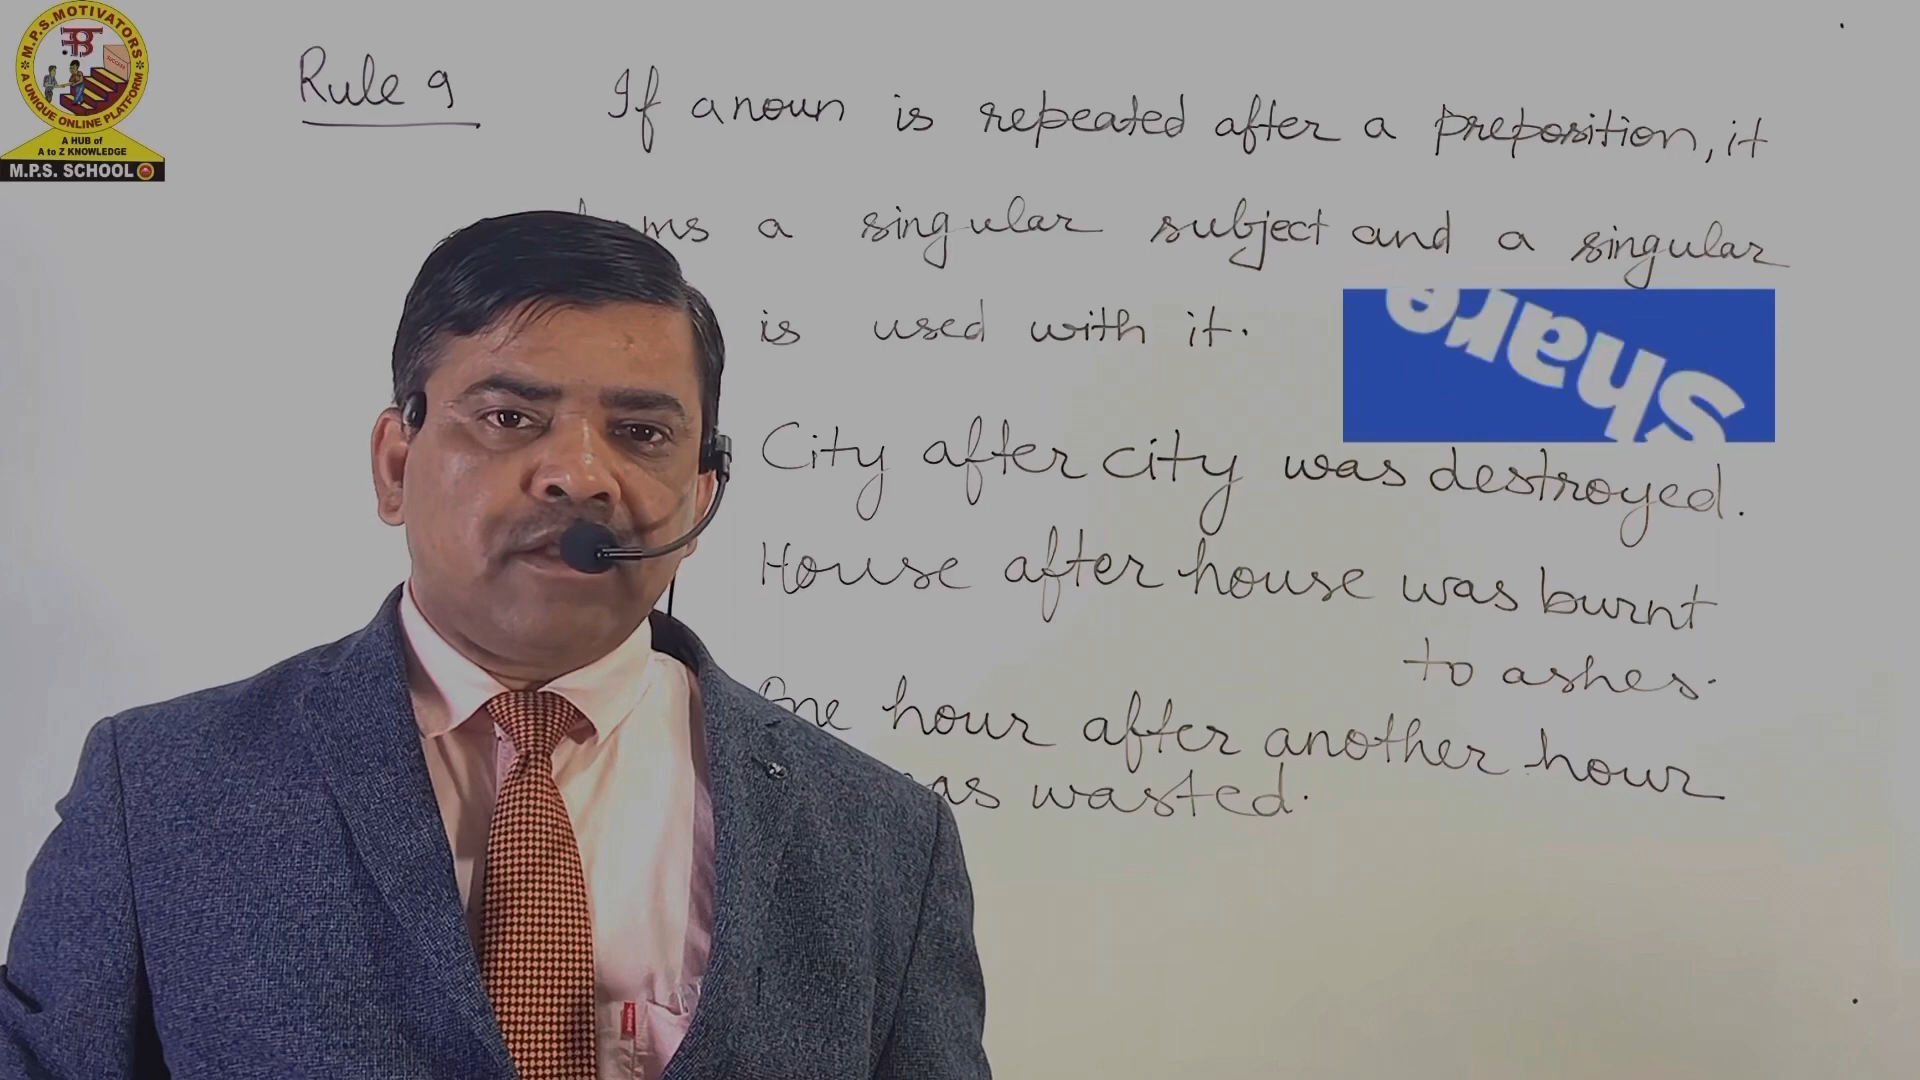 M.P.S.MOTIVATORS
A UNIQUE ONLINE PLATFORM
SUCCESS
A HUB of
A to Z KNOWLEDGE
M.P.S. SCHOOL
Rule 9
If a noun is repeated after a preposition, it
a singular subject and a singular
is used with it.
Share
City after city was destroyed.
House after house was burnt
to ashes.
One hour after another hour
wasted.